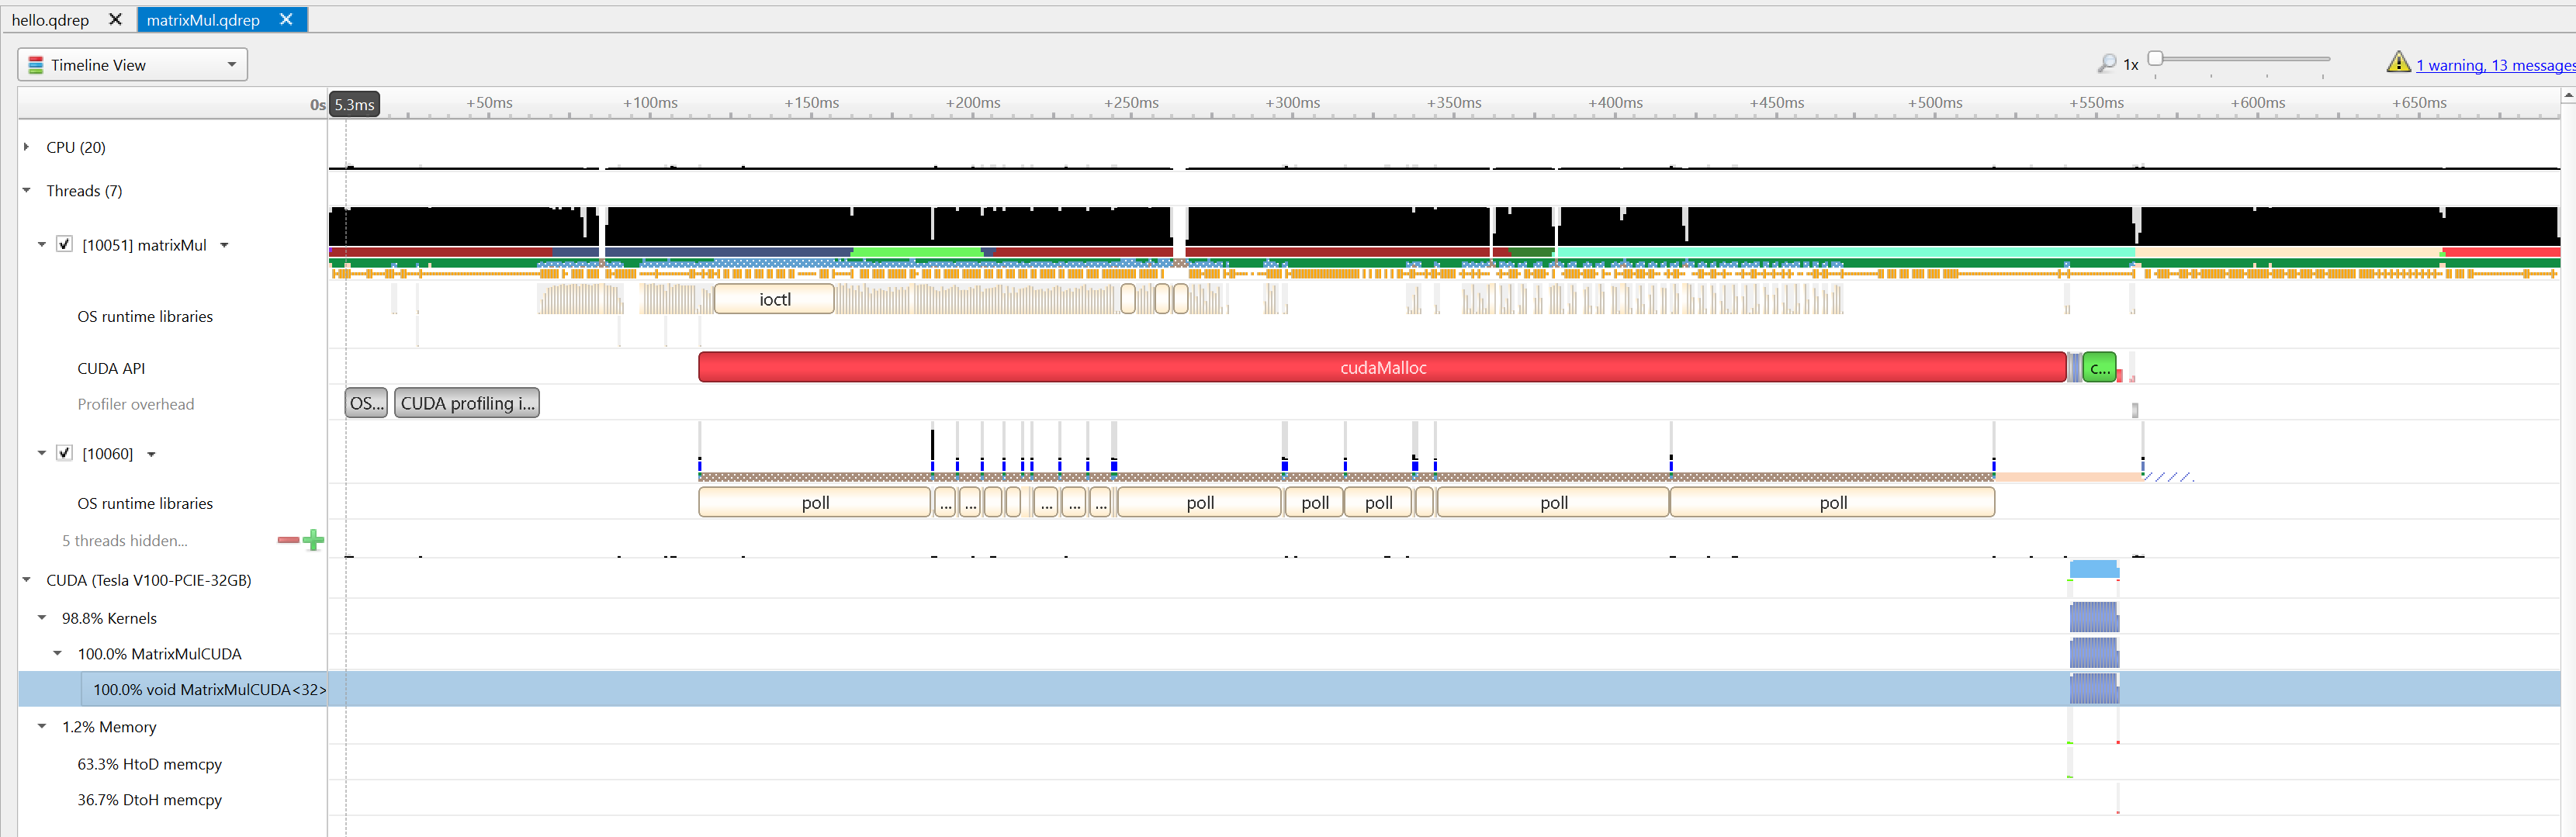 hello.qdrep
matrixMul.qdrep
Timeline View
1x
1 warning, 13 messages
0s 5.3ms +50ms +100ms +150ms +200ms +250ms +300ms +350ms +400ms +450ms +500ms +550ms +600ms +650ms
CPU (20)
Threads (7)
[10051] matrixMul
OS runtime libraries ioctl
CUDA API cudaMalloc c...
Profiler overhead OS... CUDA profiling i...
[10060]
OS runtime libraries poll ... ... ... ... ... poll poll poll poll poll
5 threads hidden...
CUDA (Tesla V100-PCIE-32GB)
98.8% Kernels
100.0% MatrixMulCUDA
100.0% void MatrixMulCUDA<32>
1.2% Memory
63.3% HtoD memcpy
36.7% DtoH memcpy